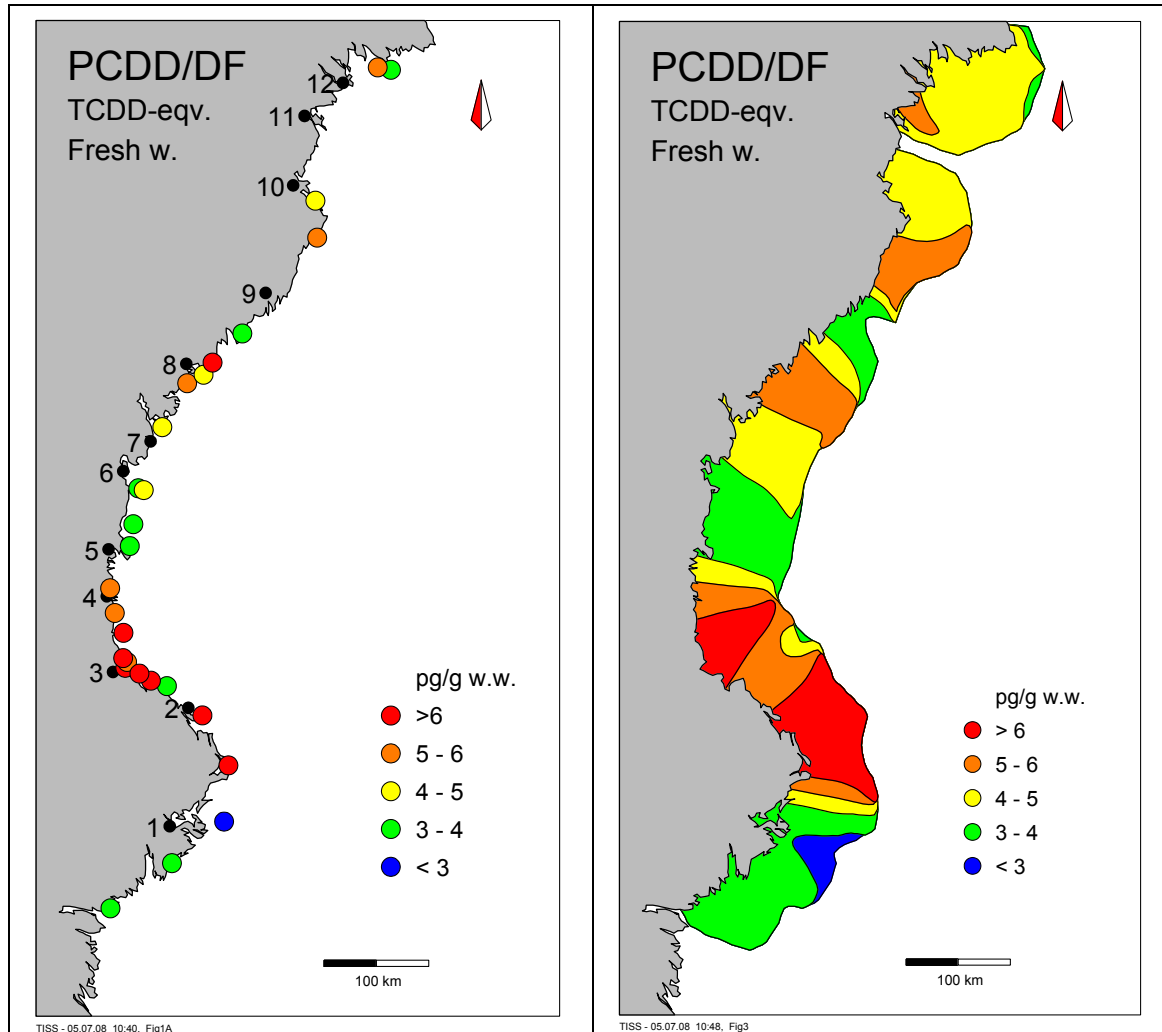 PCDD/DF
TCDD-eqv.
Fresh w.
12
11
10
9
8
7
6
5
4
3
2
1
pg/g w.w.
>6
5 - 6
4 - 5
3 - 4
< 3
100 km
TISS - 05.07.08 10:40, Fig1A
PCDD/DF
TCDD-eqv.
Fresh w.
pg/g w.w.
> 6
5 - 6
4 - 5
3 - 4
< 3
100 km
TISS - 05.07.08 10:48, Fig3